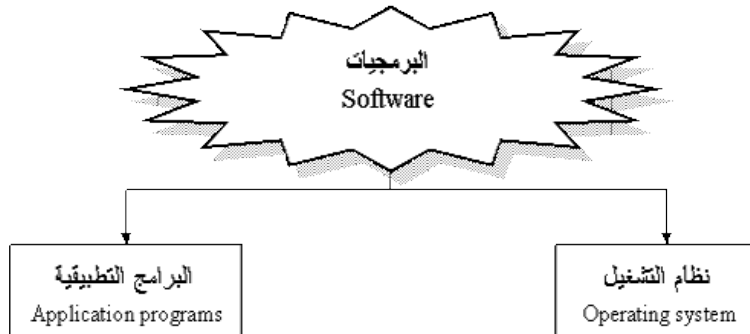 البرمجيات
Software
نظام التشغيل
Operating system
البرامج التطبيقية
Application programs